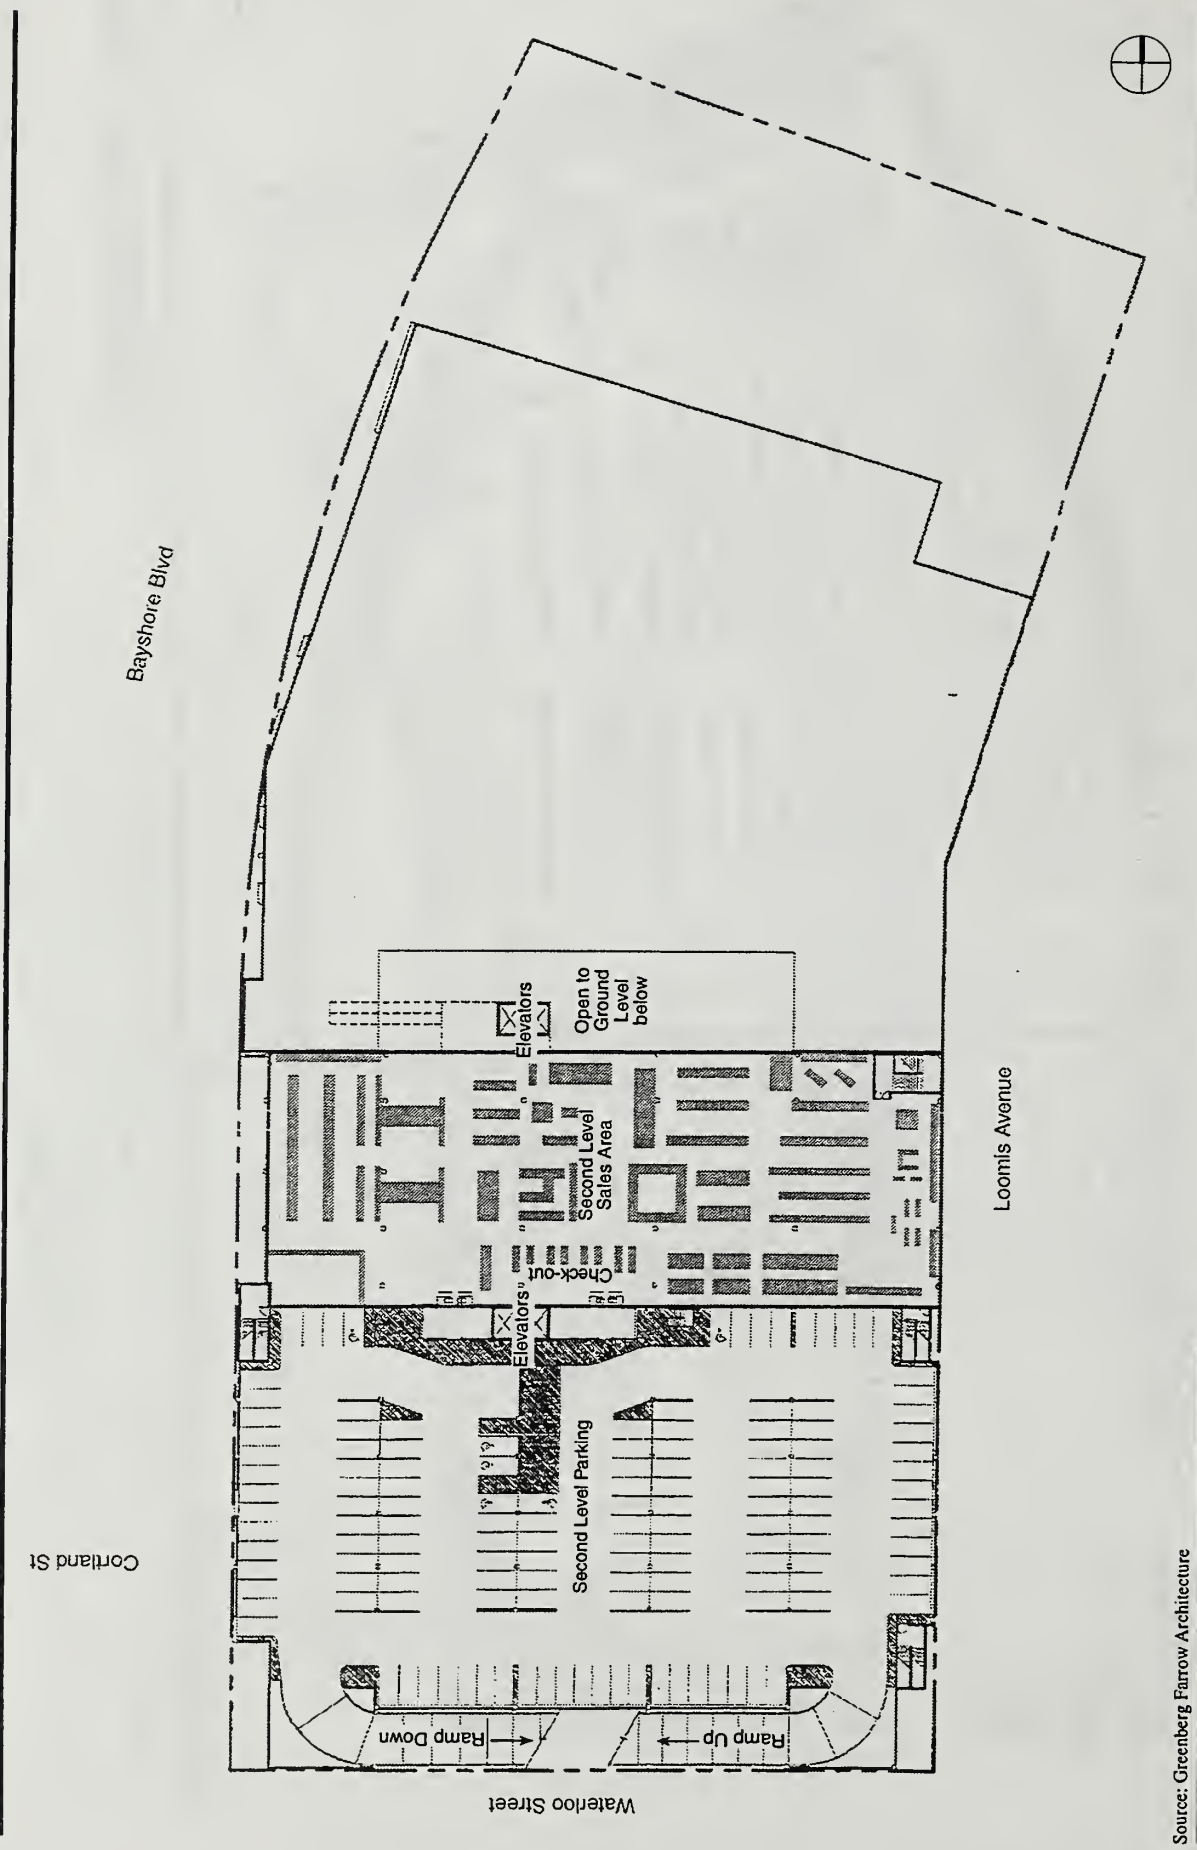 Bayshore Blvd
Cortland St
Elevators
Open to
Ground
Level
below
Second Level
Sales Area
Check-out
Elevators
Second Level Parking
Loomis Avenue
Ramp Down
Ramp Up
Waterloo Street
Source: Greenberg Farrow Architecture